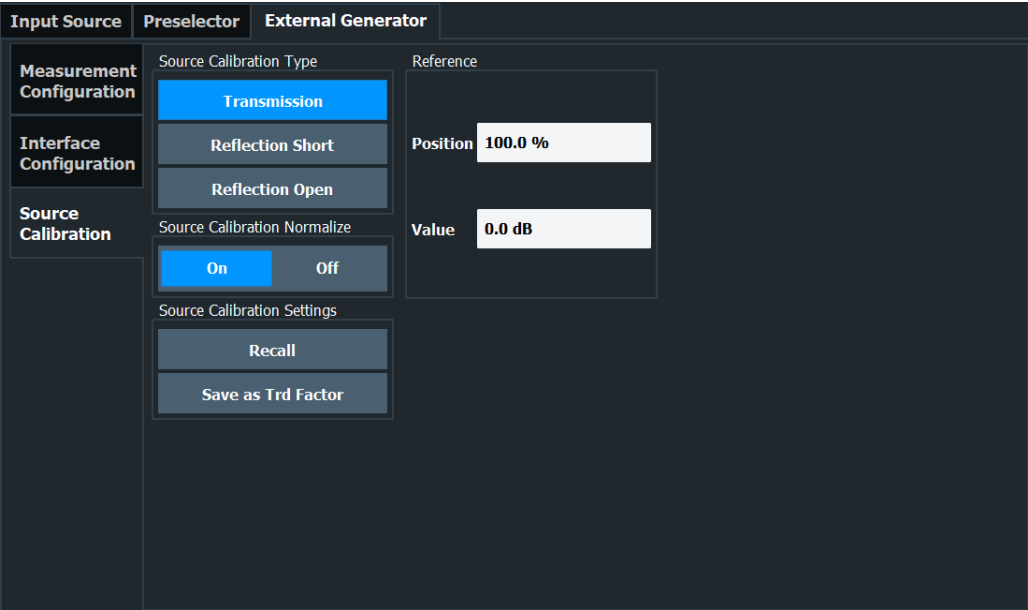 Input Source
Preselector
External Generator
Measurement
Configuration
Interface
Configuration
Source
Calibration
Source Calibration Type
Transmission
Reflection Short
Reflection Open
Source Calibration Normalize
On
Off
Source Calibration Settings
Recall
Save as Trd Factor
Reference
Position 100.0 %
Value 0.0 dB